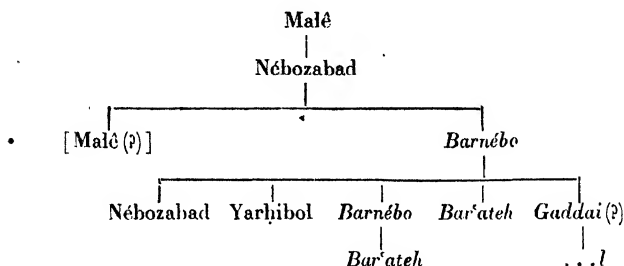 Malê
Nébozabad
[Malê (?)] Barnébo
Nébozabad Yarḥibol Barnébo Barʿateh Gaddai (?)
Barʿateh ...l